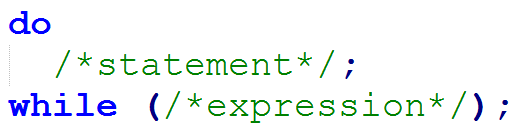 do
/*statement*/;
while (/*expression*/);